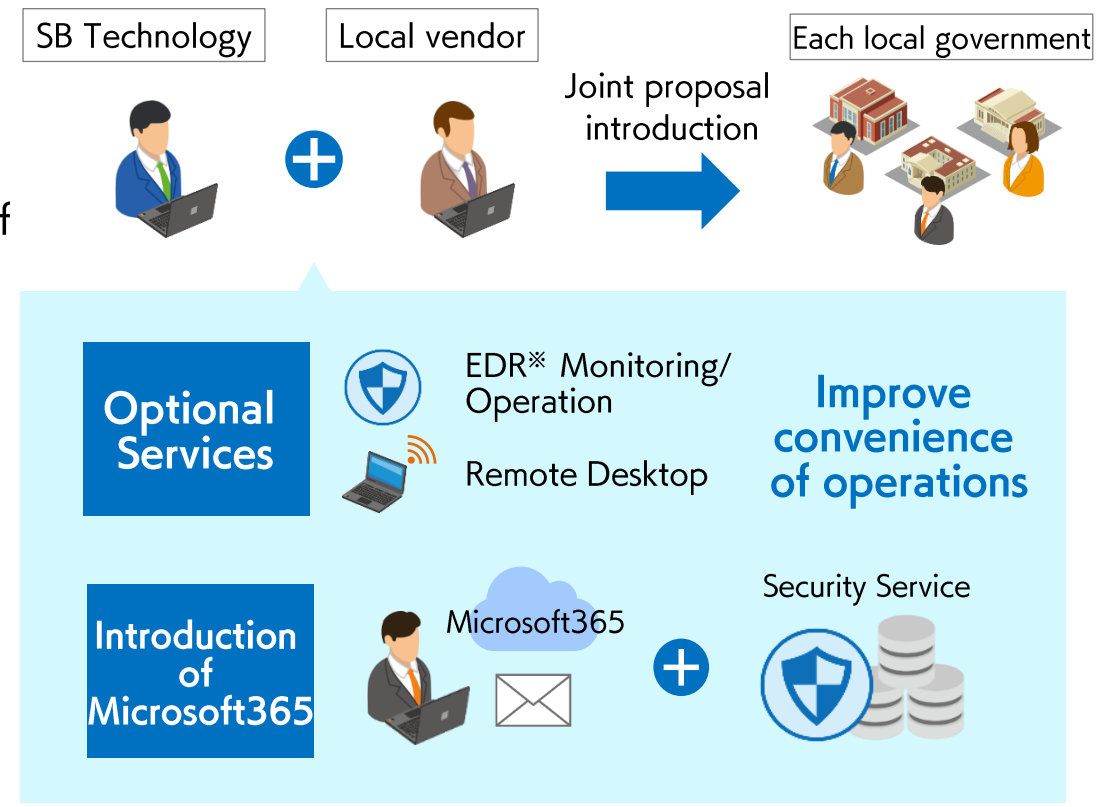 SB Technology
Local vendor
Each local government
Joint proposal
introduction
f
Optional
Services
EDR※ Monitoring/
Operation
Remote Desktop
Improve
convenience
of operations
Introduction
of
Microsoft365
Microsoft365
Security Service